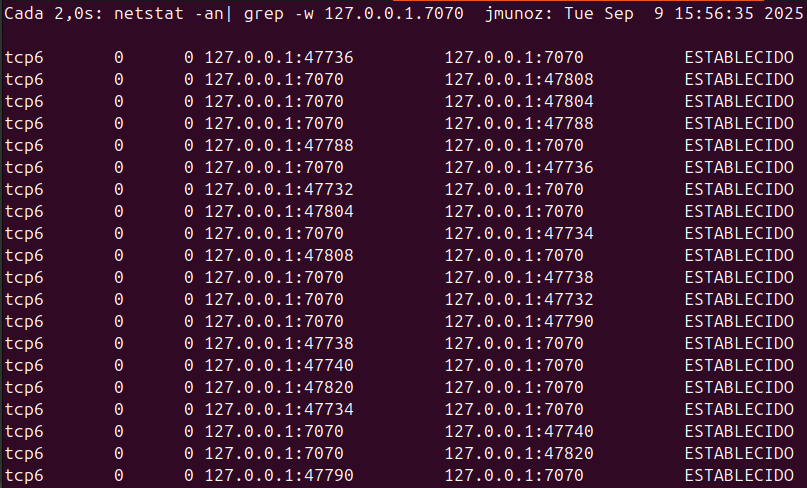 Cada 2,0s: netstat -an| grep -w 127.0.0.1.7070  jmunoz: Tue Sep  9 15:56:35 2025
tcp6       0      0 127.0.0.1:47736         127.0.0.1:7070          ESTABLECIDO
tcp6       0      0 127.0.0.1:7070          127.0.0.1:47808         ESTABLECIDO
tcp6       0      0 127.0.0.1:7070          127.0.0.1:47804         ESTABLECIDO
tcp6       0      0 127.0.0.1:7070          127.0.0.1:47788         ESTABLECIDO
tcp6       0      0 127.0.0.1:47788         127.0.0.1:7070          ESTABLECIDO
tcp6       0      0 127.0.0.1:7070          127.0.0.1:47736         ESTABLECIDO
tcp6       0      0 127.0.0.1:47732         127.0.0.1:7070          ESTABLECIDO
tcp6       0      0 127.0.0.1:47804         127.0.0.1:7070          ESTABLECIDO
tcp6       0      0 127.0.0.1:7070          127.0.0.1:47734         ESTABLECIDO
tcp6       0      0 127.0.0.1:47808         127.0.0.1:7070          ESTABLECIDO
tcp6       0      0 127.0.0.1:7070          127.0.0.1:47738         ESTABLECIDO
tcp6       0      0 127.0.0.1:7070          127.0.0.1:47732         ESTABLECIDO
tcp6       0      0 127.0.0.1:7070          127.0.0.1:47790         ESTABLECIDO
tcp6       0      0 127.0.0.1:47738         127.0.0.1:7070          ESTABLECIDO
tcp6       0      0 127.0.0.1:47740         127.0.0.1:7070          ESTABLECIDO
tcp6       0      0 127.0.0.1:47820         127.0.0.1:7070          ESTABLECIDO
tcp6       0      0 127.0.0.1:47734         127.0.0.1:7070          ESTABLECIDO
tcp6       0      0 127.0.0.1:7070          127.0.0.1:47740         ESTABLECIDO
tcp6       0      0 127.0.0.1:7070          127.0.0.1:47820         ESTABLECIDO
tcp6       0      0 127.0.0.1:47790         127.0.0.1:7070          ESTABLECIDO